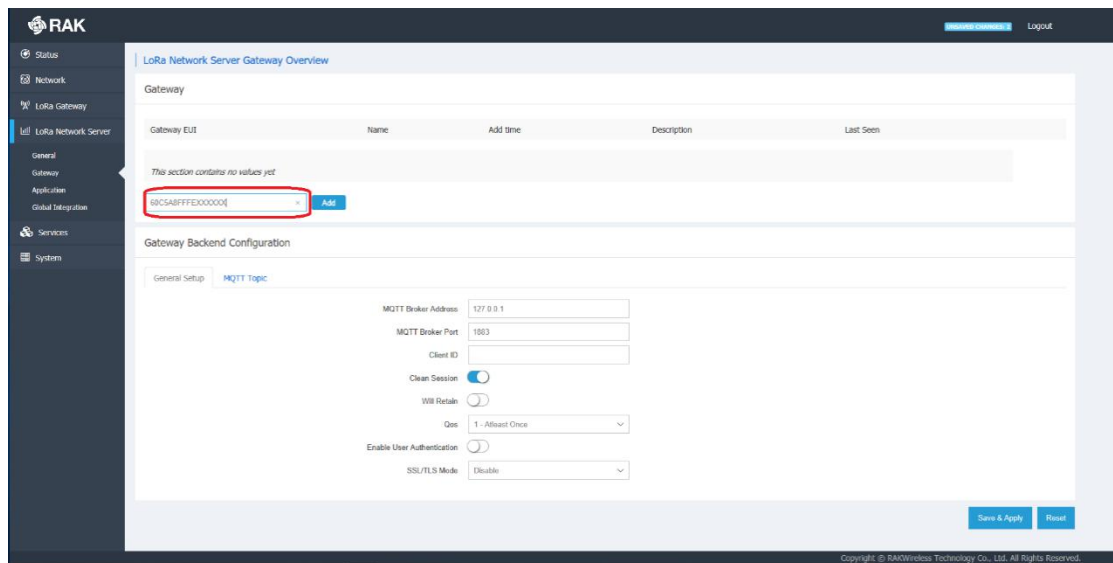 RAK
UNSAVED CHANGES: 2 Logout
Status
Network
LoRa Gateway
LoRa Network Server
General
Gateway
Application
Global Integration
Services
System
LoRa Network Server Gateway Overview
Gateway
Gateway EUI Name Add time Description Last Seen
This section contains no values yet
60C5A8FFFEXXXXXX × Add
Gateway Backend Configuration
General Setup MQTT Topic
MQTT Broker Address 127.0.0.1
MQTT Broker Port 1883
Client ID
Clean Session
Will Retain
Qos 1 - Atleast Once
Enable User Authentication
SSL/TLS Mode Disable
Save & Apply Reset
Copyright © RAKWireless Technology Co., Ltd. All Rights Reserved.